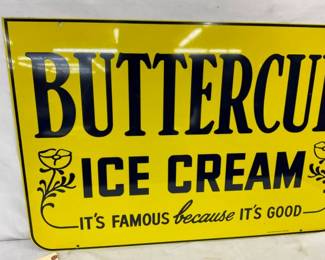 BUTTERCU
ICE CREAM
IT'S FAMOUS because IT'S GOOD